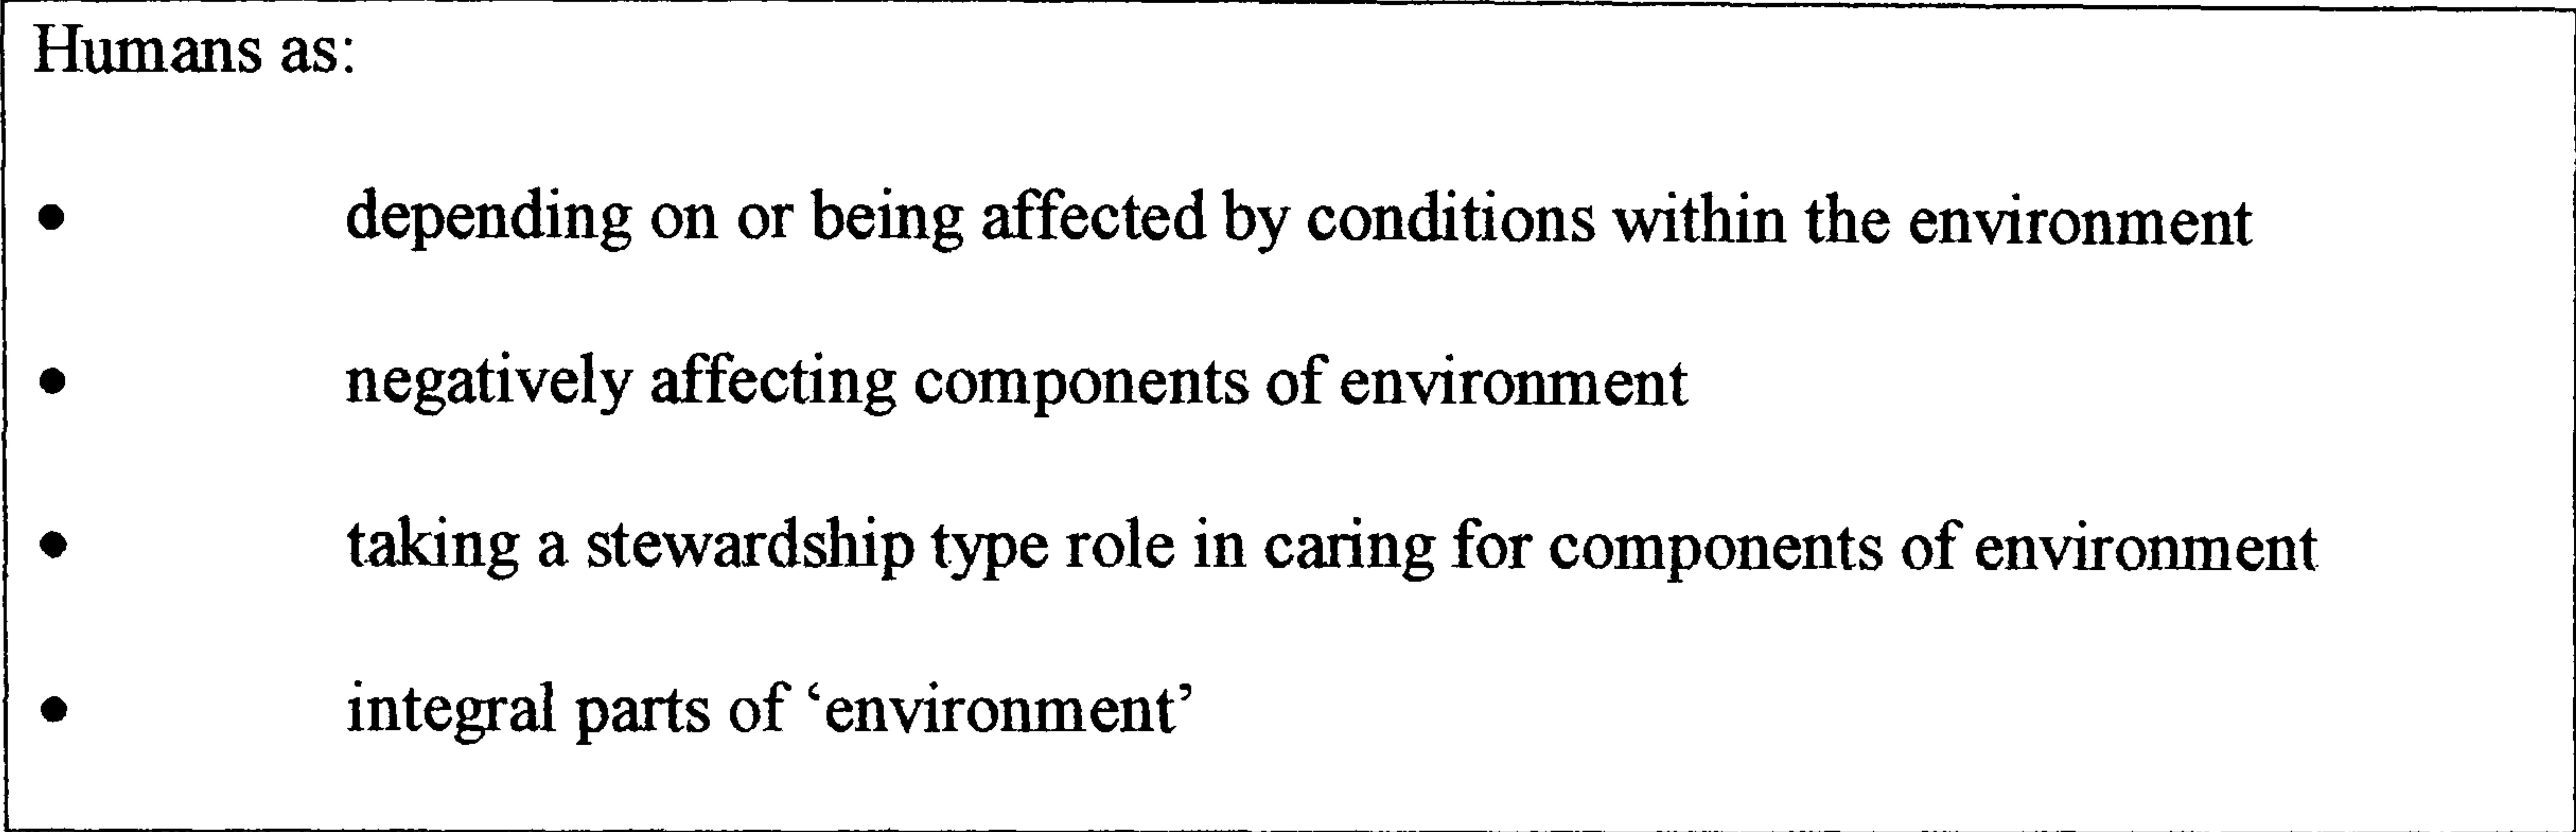 Humans as:
• depending on or being affected by conditions within the environment
• negatively affecting components of environment
• taking a stewardship type role in caring for components of environment
• integral parts of ‘environment’